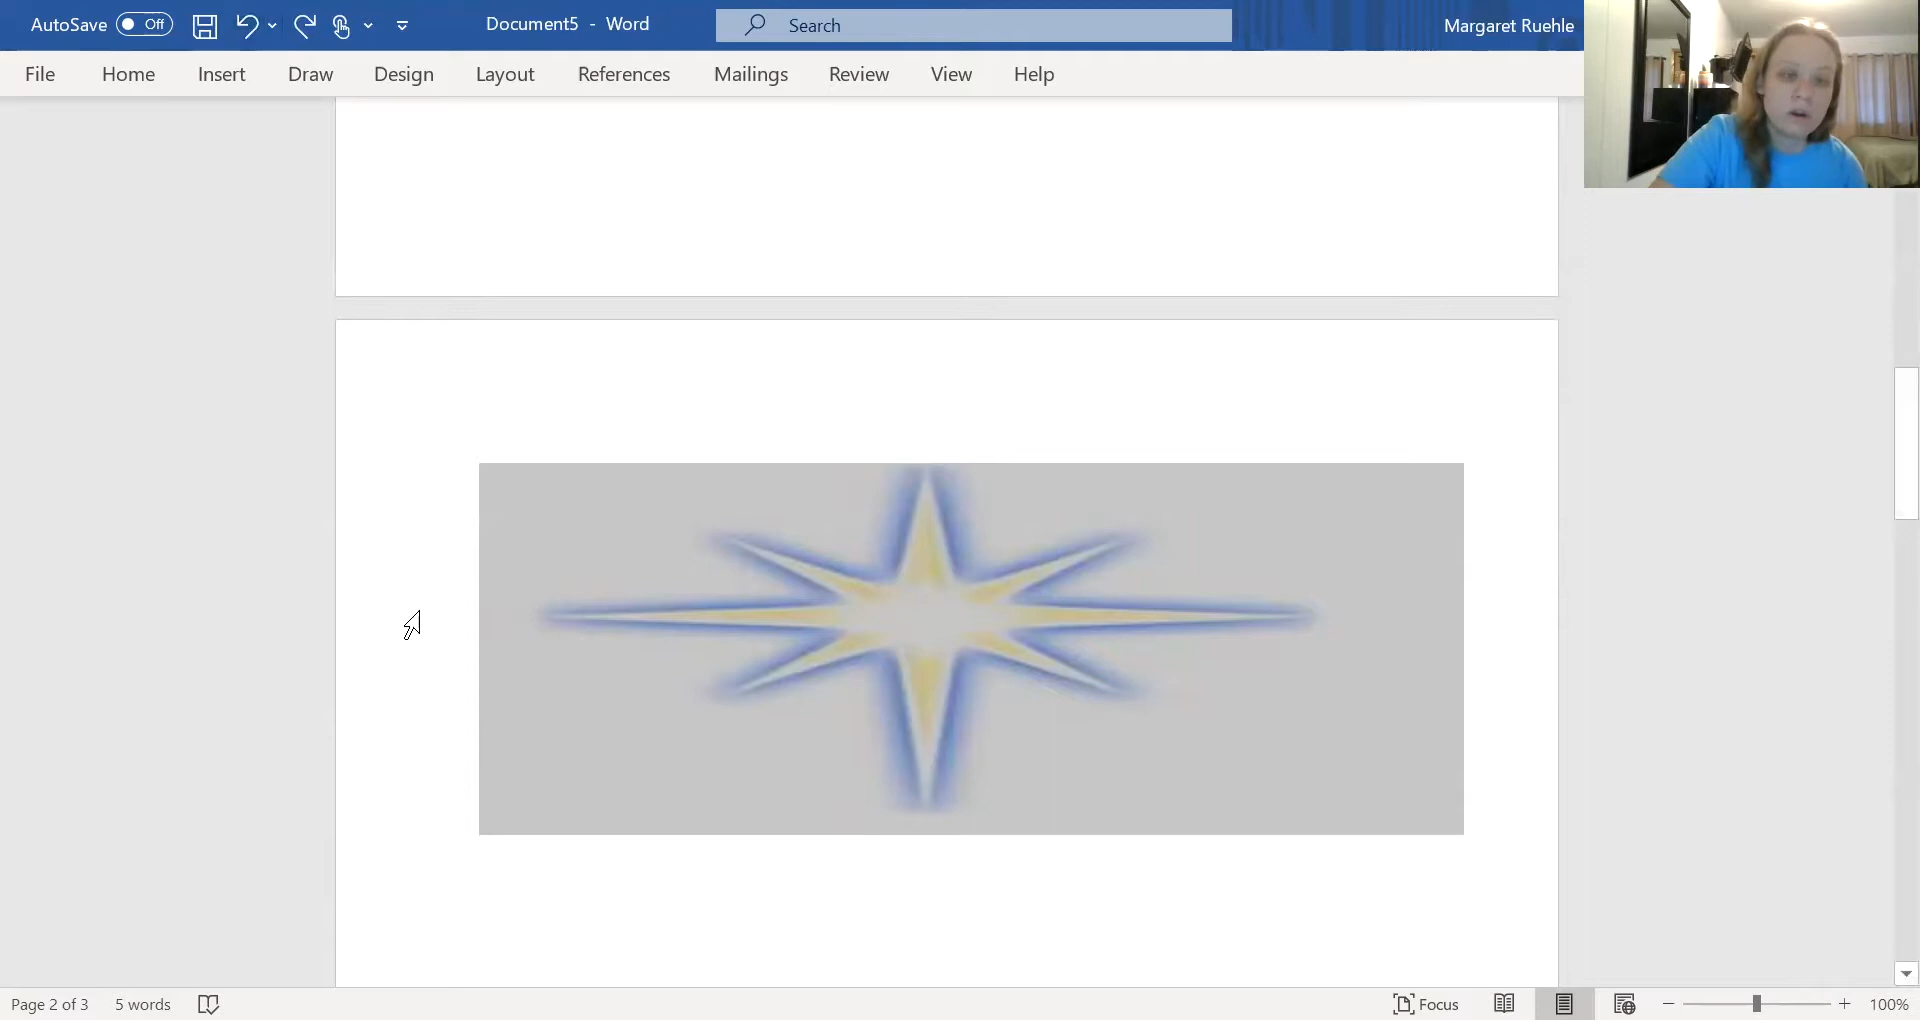 AutoSave Off Document5 - Word Search Margaret Ruehle
File Home Insert Draw Design Layout References Mailings Review View Help
Page 2 of 3 5 words Focus 100%